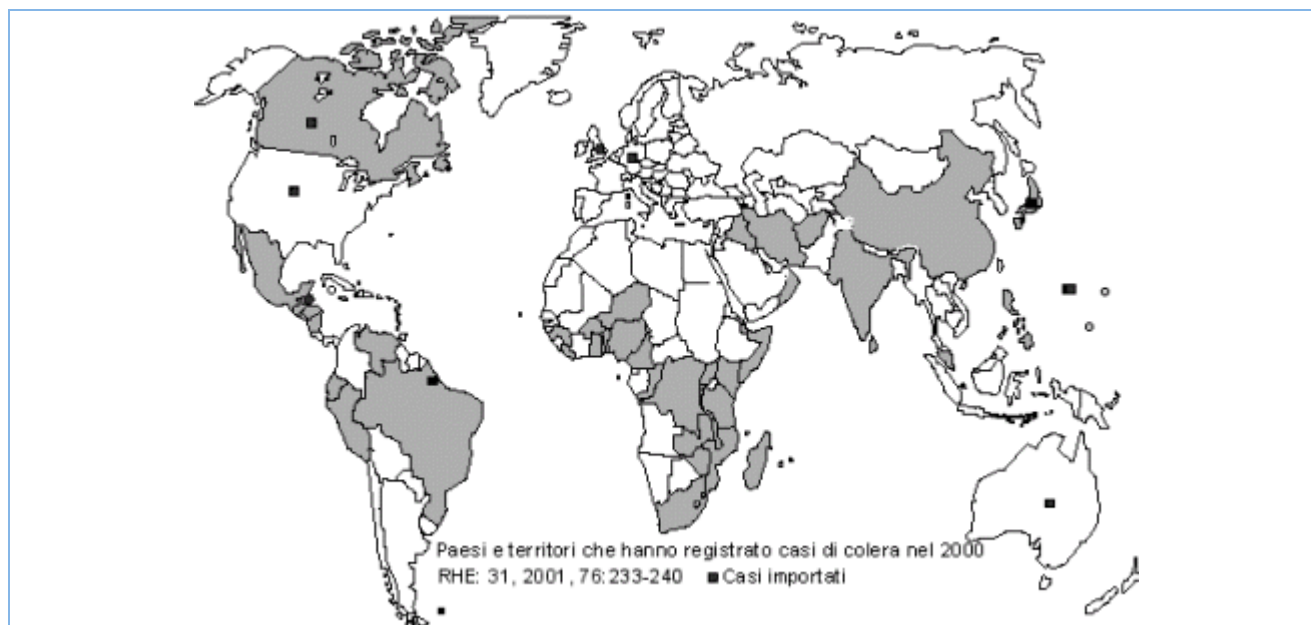 Paesi e territori che hanno registrato casi di colera nel 2000
RHE: 31, 2001, 76:233-240 ■ Casi importati